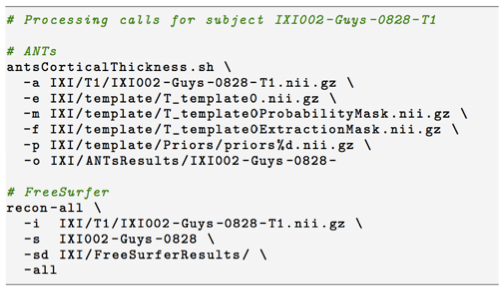 # Processing calls for subject IXI002-Guys-0828-T1

# ANTs
antsCorticalThickness.sh \
  -a IXI/T1/IXI002-Guys-0828-T1.nii.gz \
  -e IXI/template/T_template0.nii.gz \
  -m IXI/template/T_template0ProbabilityMask.nii.gz \
  -f IXI/template/T_template0ExtractionMask.nii.gz \
  -p IXI/template/Priors/priors%d.nii.gz \
  -o IXI/ANTsResults/IXI002-Guys-0828-

# FreeSurfer
recon-all \
  -i  IXI/T1/IXI002-Guys-0828-T1.nii.gz \
  -s  IXI002-Guys-0828 \
  -sd IXI/FreeSurferResults/ \
  -all